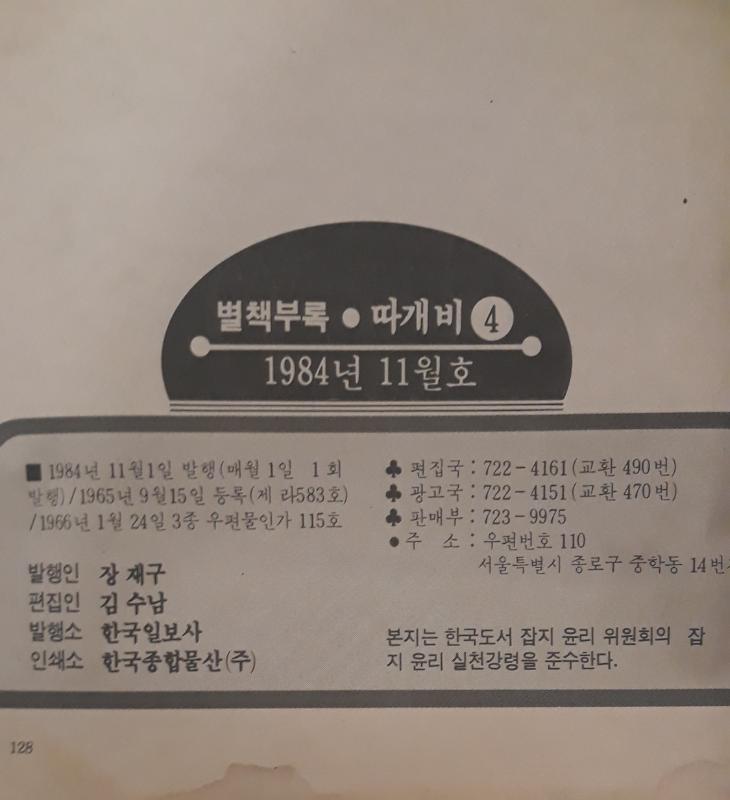 별책부록 ● 따개비 4
1984년 11월호
■ 1984년 11월1일 발행(매월 1일 1회
발행)/1965년 9월15일 등록(제 라583호)
/1966년 1월 24일 3종 우편물인가 115호
발행인 장재구
편집인 김수남
발행소 한국일보사
인쇄소 한국종합물산(주)
♣ 편집국 : 722-4161(교환 490번)
♣ 광고국 : 722-4151(교환 470번)
♣ 판매부 : 723-9975
● 주 소 : 우편번호 110
서울특별시 종로구 중학동 14번
본지는 한국도서 잡지 윤리 위원회의 잡
지 윤리 실천강령을 준수한다.
128